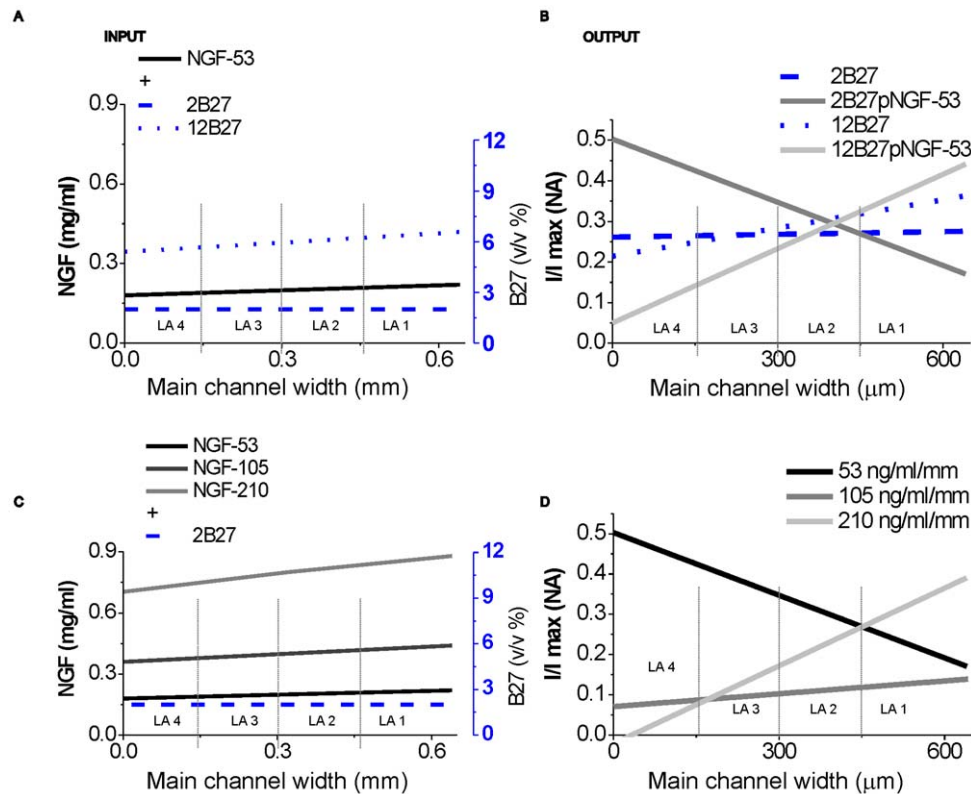 A
INPUT
NGF-53
+
2B27
12B27
0.9
0.6
0.3
0.0
NGF (mg/ml)
12
9
6
3
0
B27 (v/v %)
LA 4 LA 3 LA 2 LA 1
0.0 0.3 0.6
Main channel width (mm)
B
OUTPUT
2B27
2B27pNGF-53
12B27
12B27pNGF-53
0.5
0.4
0.3
0.2
0.1
0.0
I/I max (NA)
LA 4 LA 3 LA 2 LA 1
0 300 600
Main channel width (μm)
C
NGF-53
NGF-105
NGF-210
+
2B27
0.9
0.6
0.3
0.0
NGF (mg/ml)
12
9
6
3
0
B27 (v/v %)
LA 4 LA 3 LA 2 LA 1
0.0 0.3 0.6
Main channel width (mm)
D
53 ng/ml/mm
105 ng/ml/mm
210 ng/ml/mm
0.5
0.4
0.3
0.2
0.1
0.0
I/I max (NA)
LA 4
LA 3 LA 2 LA 1
0 300 600
Main channel width (μm)